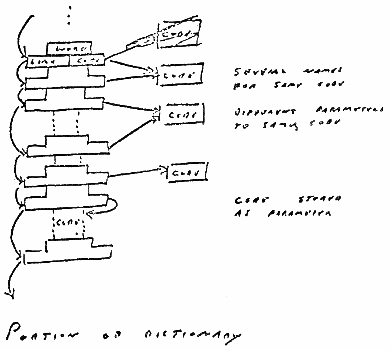 CODE
WORD
LINK CODE
CODE
SEVERAL NAMES
FOR SAME CODE
CODE
DIFFERENT PARAMETERS
TO SAME CODE
CODE
CODE STORED
AS PARAMETER
CODE
PORTION OF DICTIONARY